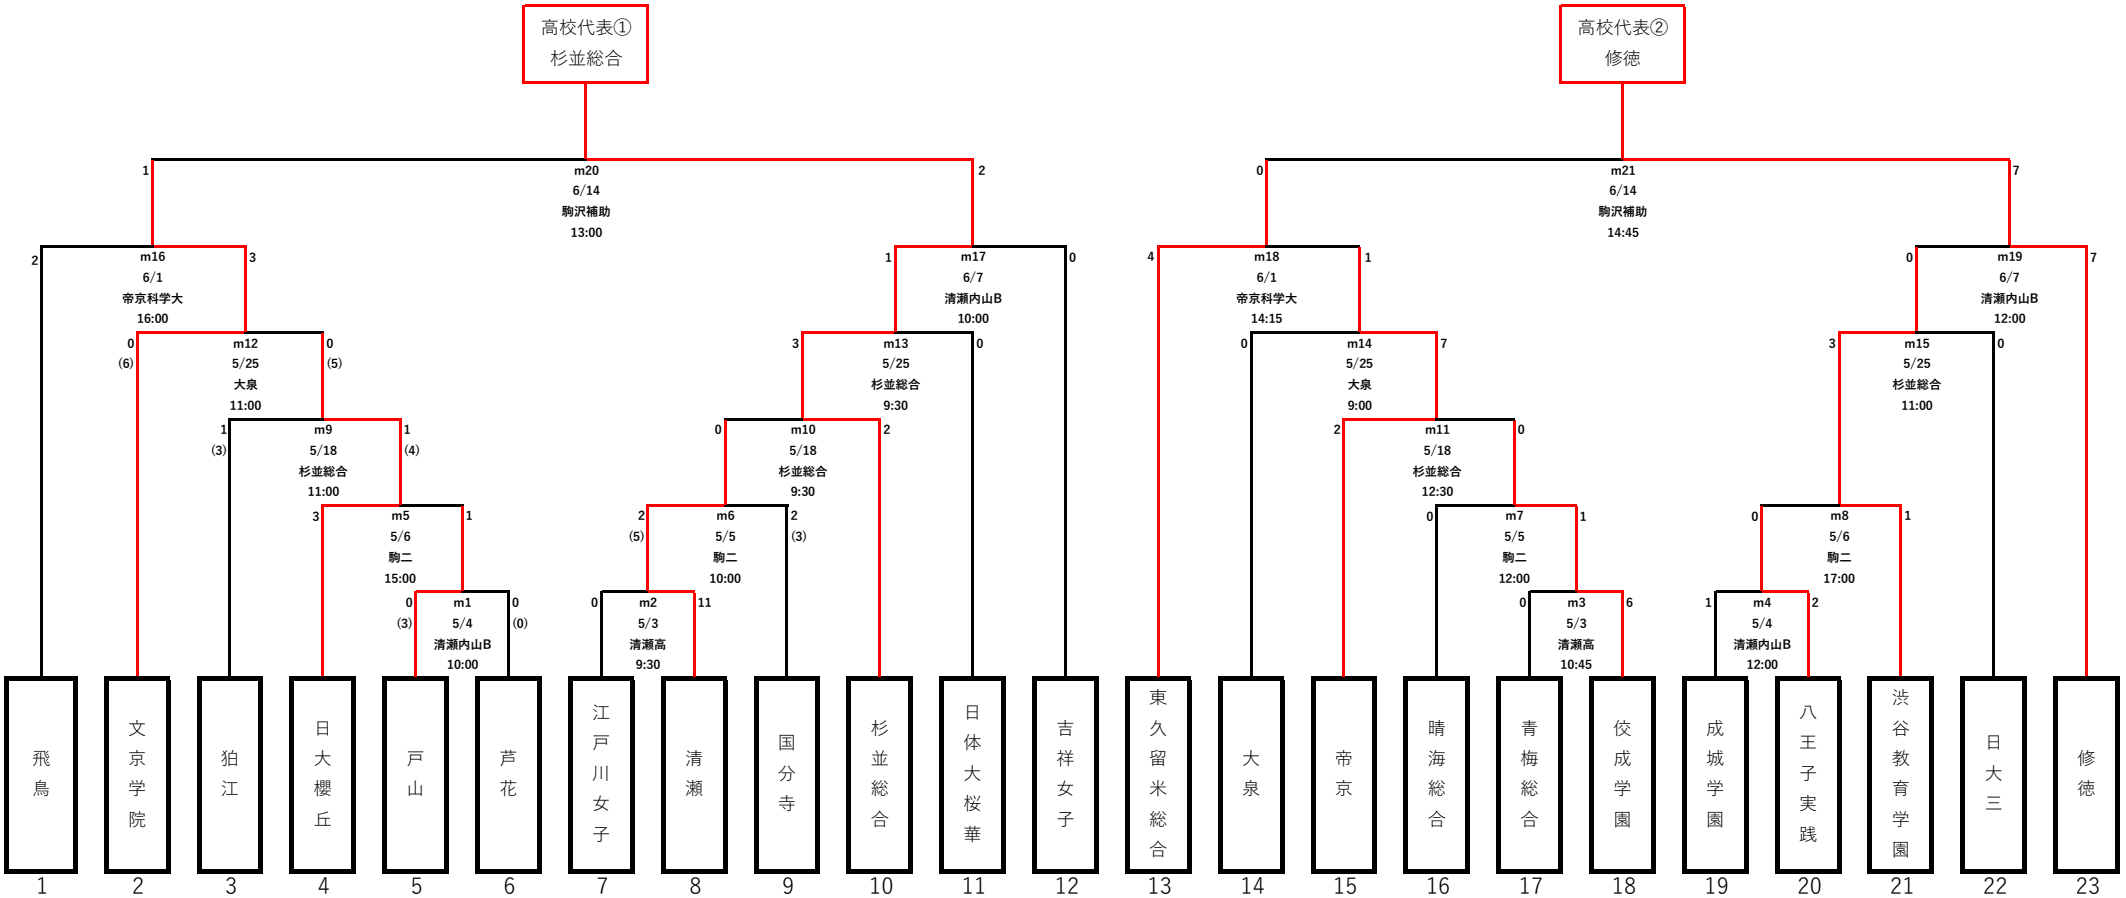 高校代表①
杉並総合
高校代表②
修徳
1
m20
6/14
駒沢補助
13:00
2
0
m21
6/14
駒沢補助
14:45
7
2
m16
6/1
帝京科学大
16:00
3
1
m17
6/7
清瀬内山B
10:00
0
4
m18
6/1
帝京科学大
14:15
1
0
m19
6/7
清瀬内山B
12:00
7
0
(6)
m12
5/25
大泉
11:00
0
(5)
3
m13
5/25
杉並総合
9:30
0
0
m14
5/25
大泉
9:00
7
3
m15
5/25
杉並総合
11:00
0
1
(3)
m9
5/18
杉並総合
11:00
1
(4)
0
m10
5/18
杉並総合
9:30
2
2
m11
5/18
杉並総合
12:30
0
3
m5
5/6
駒二
15:00
1
2
(5)
m6
5/5
駒二
10:00
2
(3)
0
m7
5/5
駒二
12:00
1
0
m8
5/6
駒二
17:00
1
0
(3)
m1
5/4
清瀬内山B
10:00
0
(0)
0
m2
5/3
清瀬高
9:30
11
0
m3
5/3
清瀬高
10:45
6
1
m4
5/4
清瀬内山B
12:00
2
飛鳥
文京学院
狛江
日大櫻丘
戸山
芦花
江戸川女子
清瀬
国分寺
杉並総合
日体大桜華
吉祥女子
東久留米総合
大泉
帝京
晴海総合
青梅総合
佼成学園
成城学園
八王子実践
渋谷教育学園
日大三
修徳
1
2
3
4
5
6
7
8
9
10
11
12
13
14
15
16
17
18
19
20
21
22
23